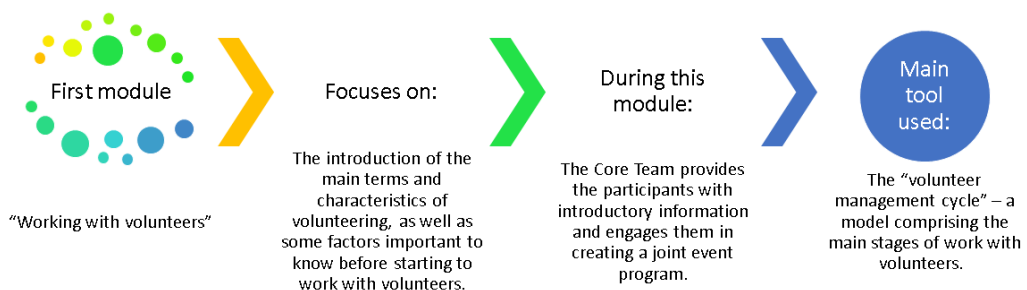 First module
“Working with volunteers”
Focuses on:
The introduction of the
main terms and
characteristics of
volunteering, as well as
some factors important to
know before starting to
work with volunteers.
During this
module:
The Core Team provides
the participants with
introductory information
and engages them in
creating a joint event
program.
Main
tool
used:
The “volunteer
management cycle” – a
model comprising the
main stages of work with
volunteers.